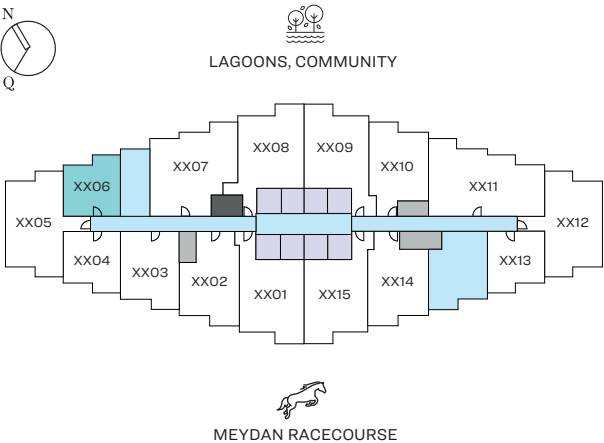 N
Q
LAGOONS, COMMUNITY
XX08 XX09
XX07 XX10
XX06 XX11
XX05 XX12
XX04 XX03 XX02 XX01 XX15 XX14 XX13
MEYDAN RACECOURSE